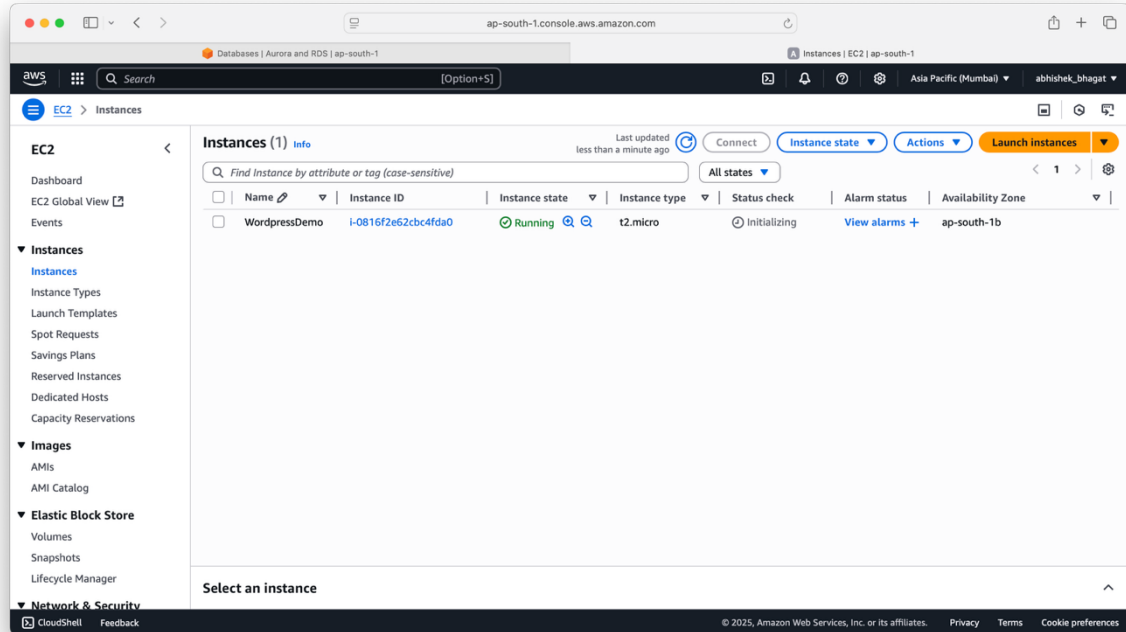 ap-south-1.console.aws.amazon.com
Databases | Aurora and RDS | ap-south-1
A Instances | EC2 | ap-south-1
aws Search [Option+S] Asia Pacific (Mumbai) abhishek_bhagat
EC2 > Instances
EC2
Dashboard
EC2 Global View
Events
Instances
Instances
Instance Types
Launch Templates
Spot Requests
Savings Plans
Reserved Instances
Dedicated Hosts
Capacity Reservations
Images
AMIs
AMI Catalog
Elastic Block Store
Volumes
Snapshots
Lifecycle Manager
Network & Security
Instances (1) Info
Last updated
less than a minute ago
Connect Instance state Actions Launch instances
Find Instance by attribute or tag (case-sensitive) All states < 1 >
Name Instance ID Instance state Instance type Status check Alarm status Availability Zone
WordpressDemo i-0816f2e62cbc4fda0 Running t2.micro Initializing View alarms + ap-south-1b
Select an instance
CloudShell Feedback © 2025, Amazon Web Services, Inc. or its affiliates. Privacy Terms Cookie preferences